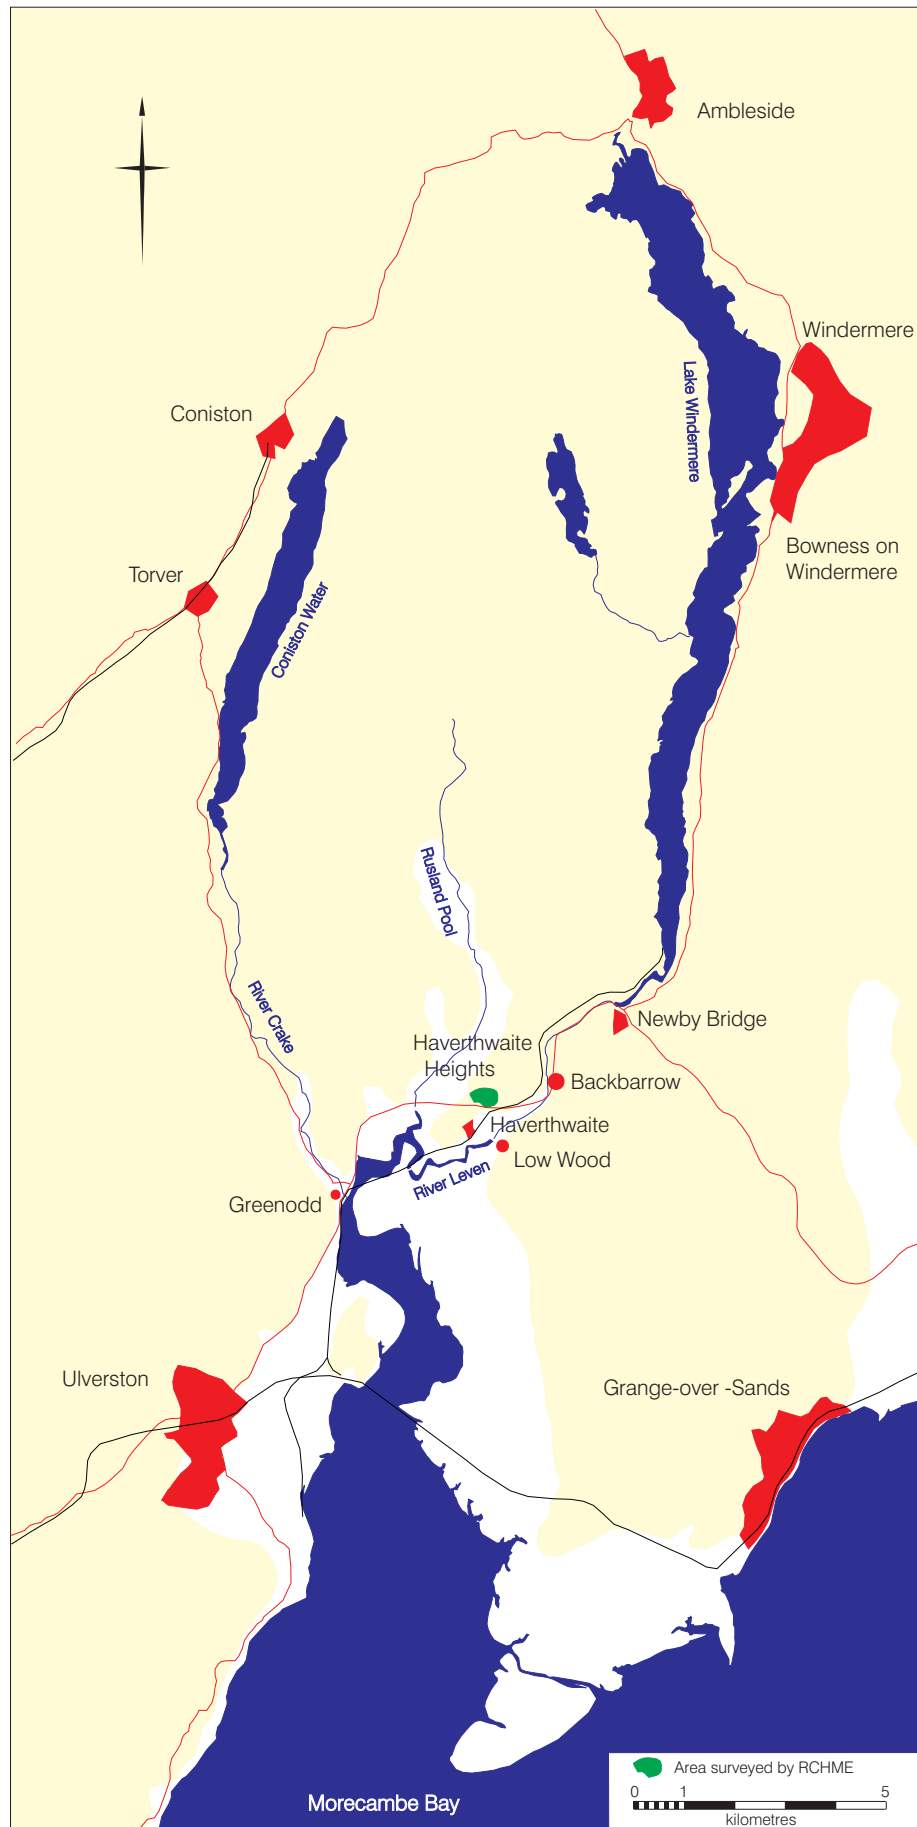 Ambleside
Windermere
Lake Windermere
Coniston
Bowness on
Windermere
Torver
Coniston Water
Rusland Pool
River Crake
Newby Bridge
Haverthwaite
Heights
Backbarrow
Haverthwaite
Low Wood
River Leven
Greenodd
Ulverston
Grange-over -Sands
Area surveyed by RCHME
0 1 5
kilometres
Morecambe Bay